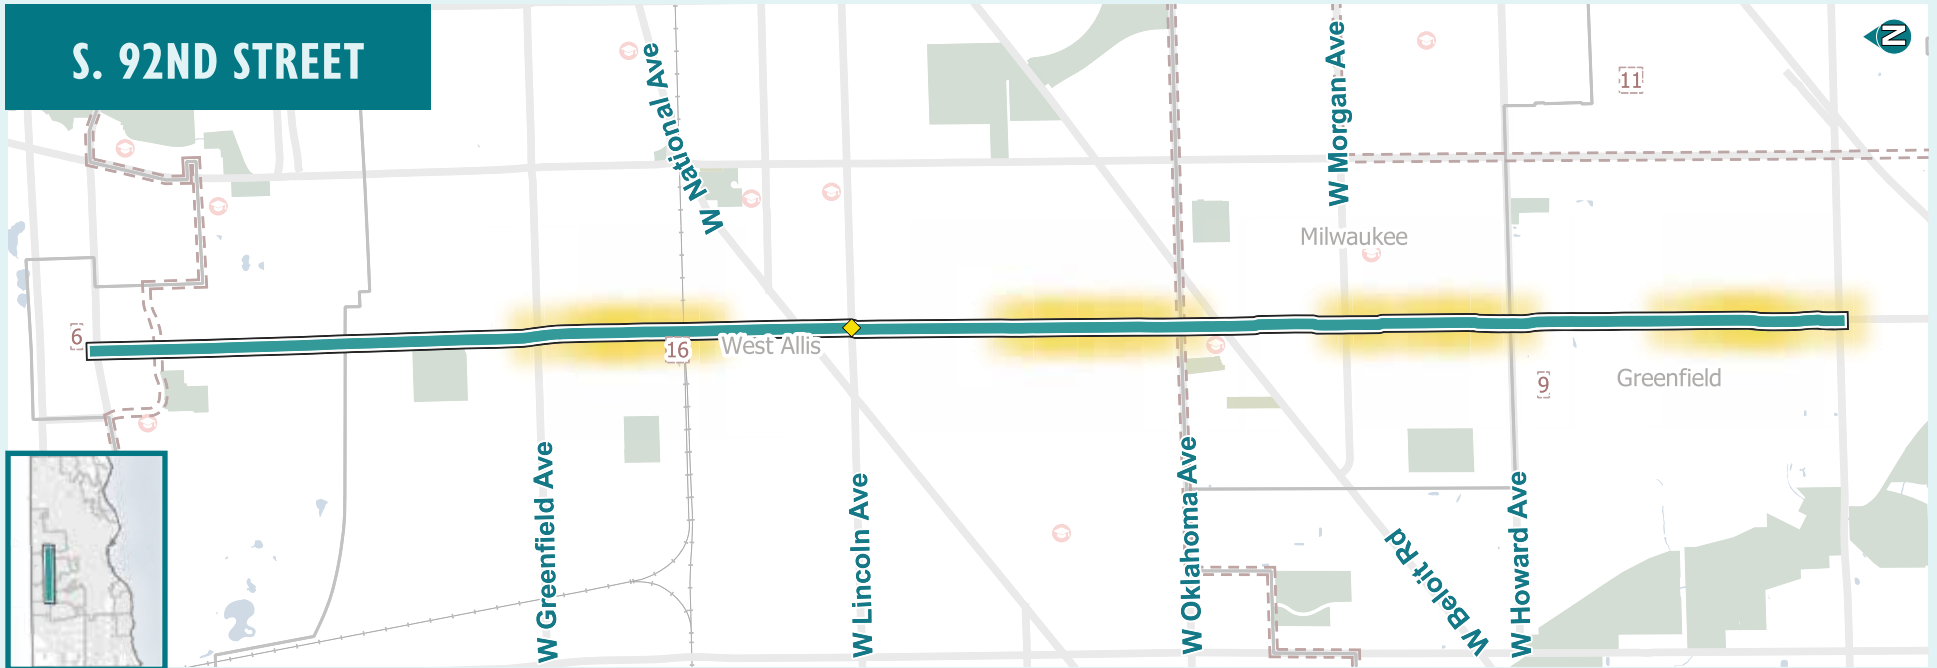 S. 92ND STREET
N
W National Ave
W Morgan Ave
11
Milwaukee
6
16
West Allis
9
Greenfield
W Greenfield Ave
W Lincoln Ave
W Oklahoma Ave
W Beloit Rd
W Howard Ave